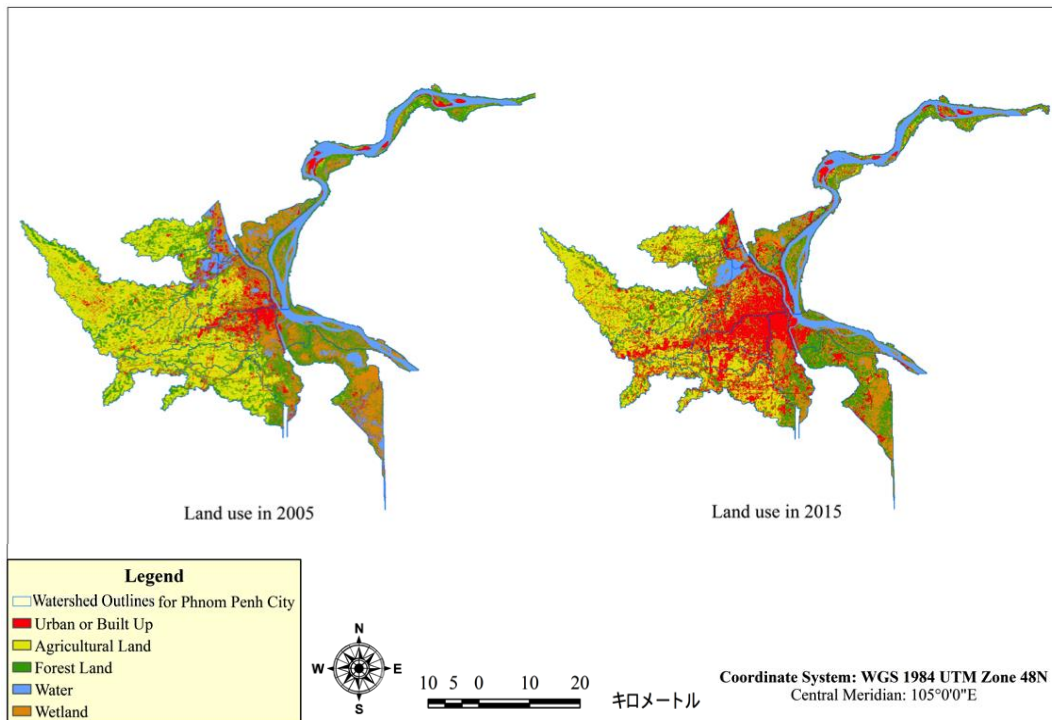 Land use in 2005
Land use in 2015
Legend
Watershed Outlines for Phnom Penh City
Urban or Built Up
Agricultural Land
Forest Land
Water
Wetland
N
W E
S
10 5 0 10 20
キロメートル
Coordinate System: WGS 1984 UTM Zone 48N
Central Meridian: 105°0'0"E